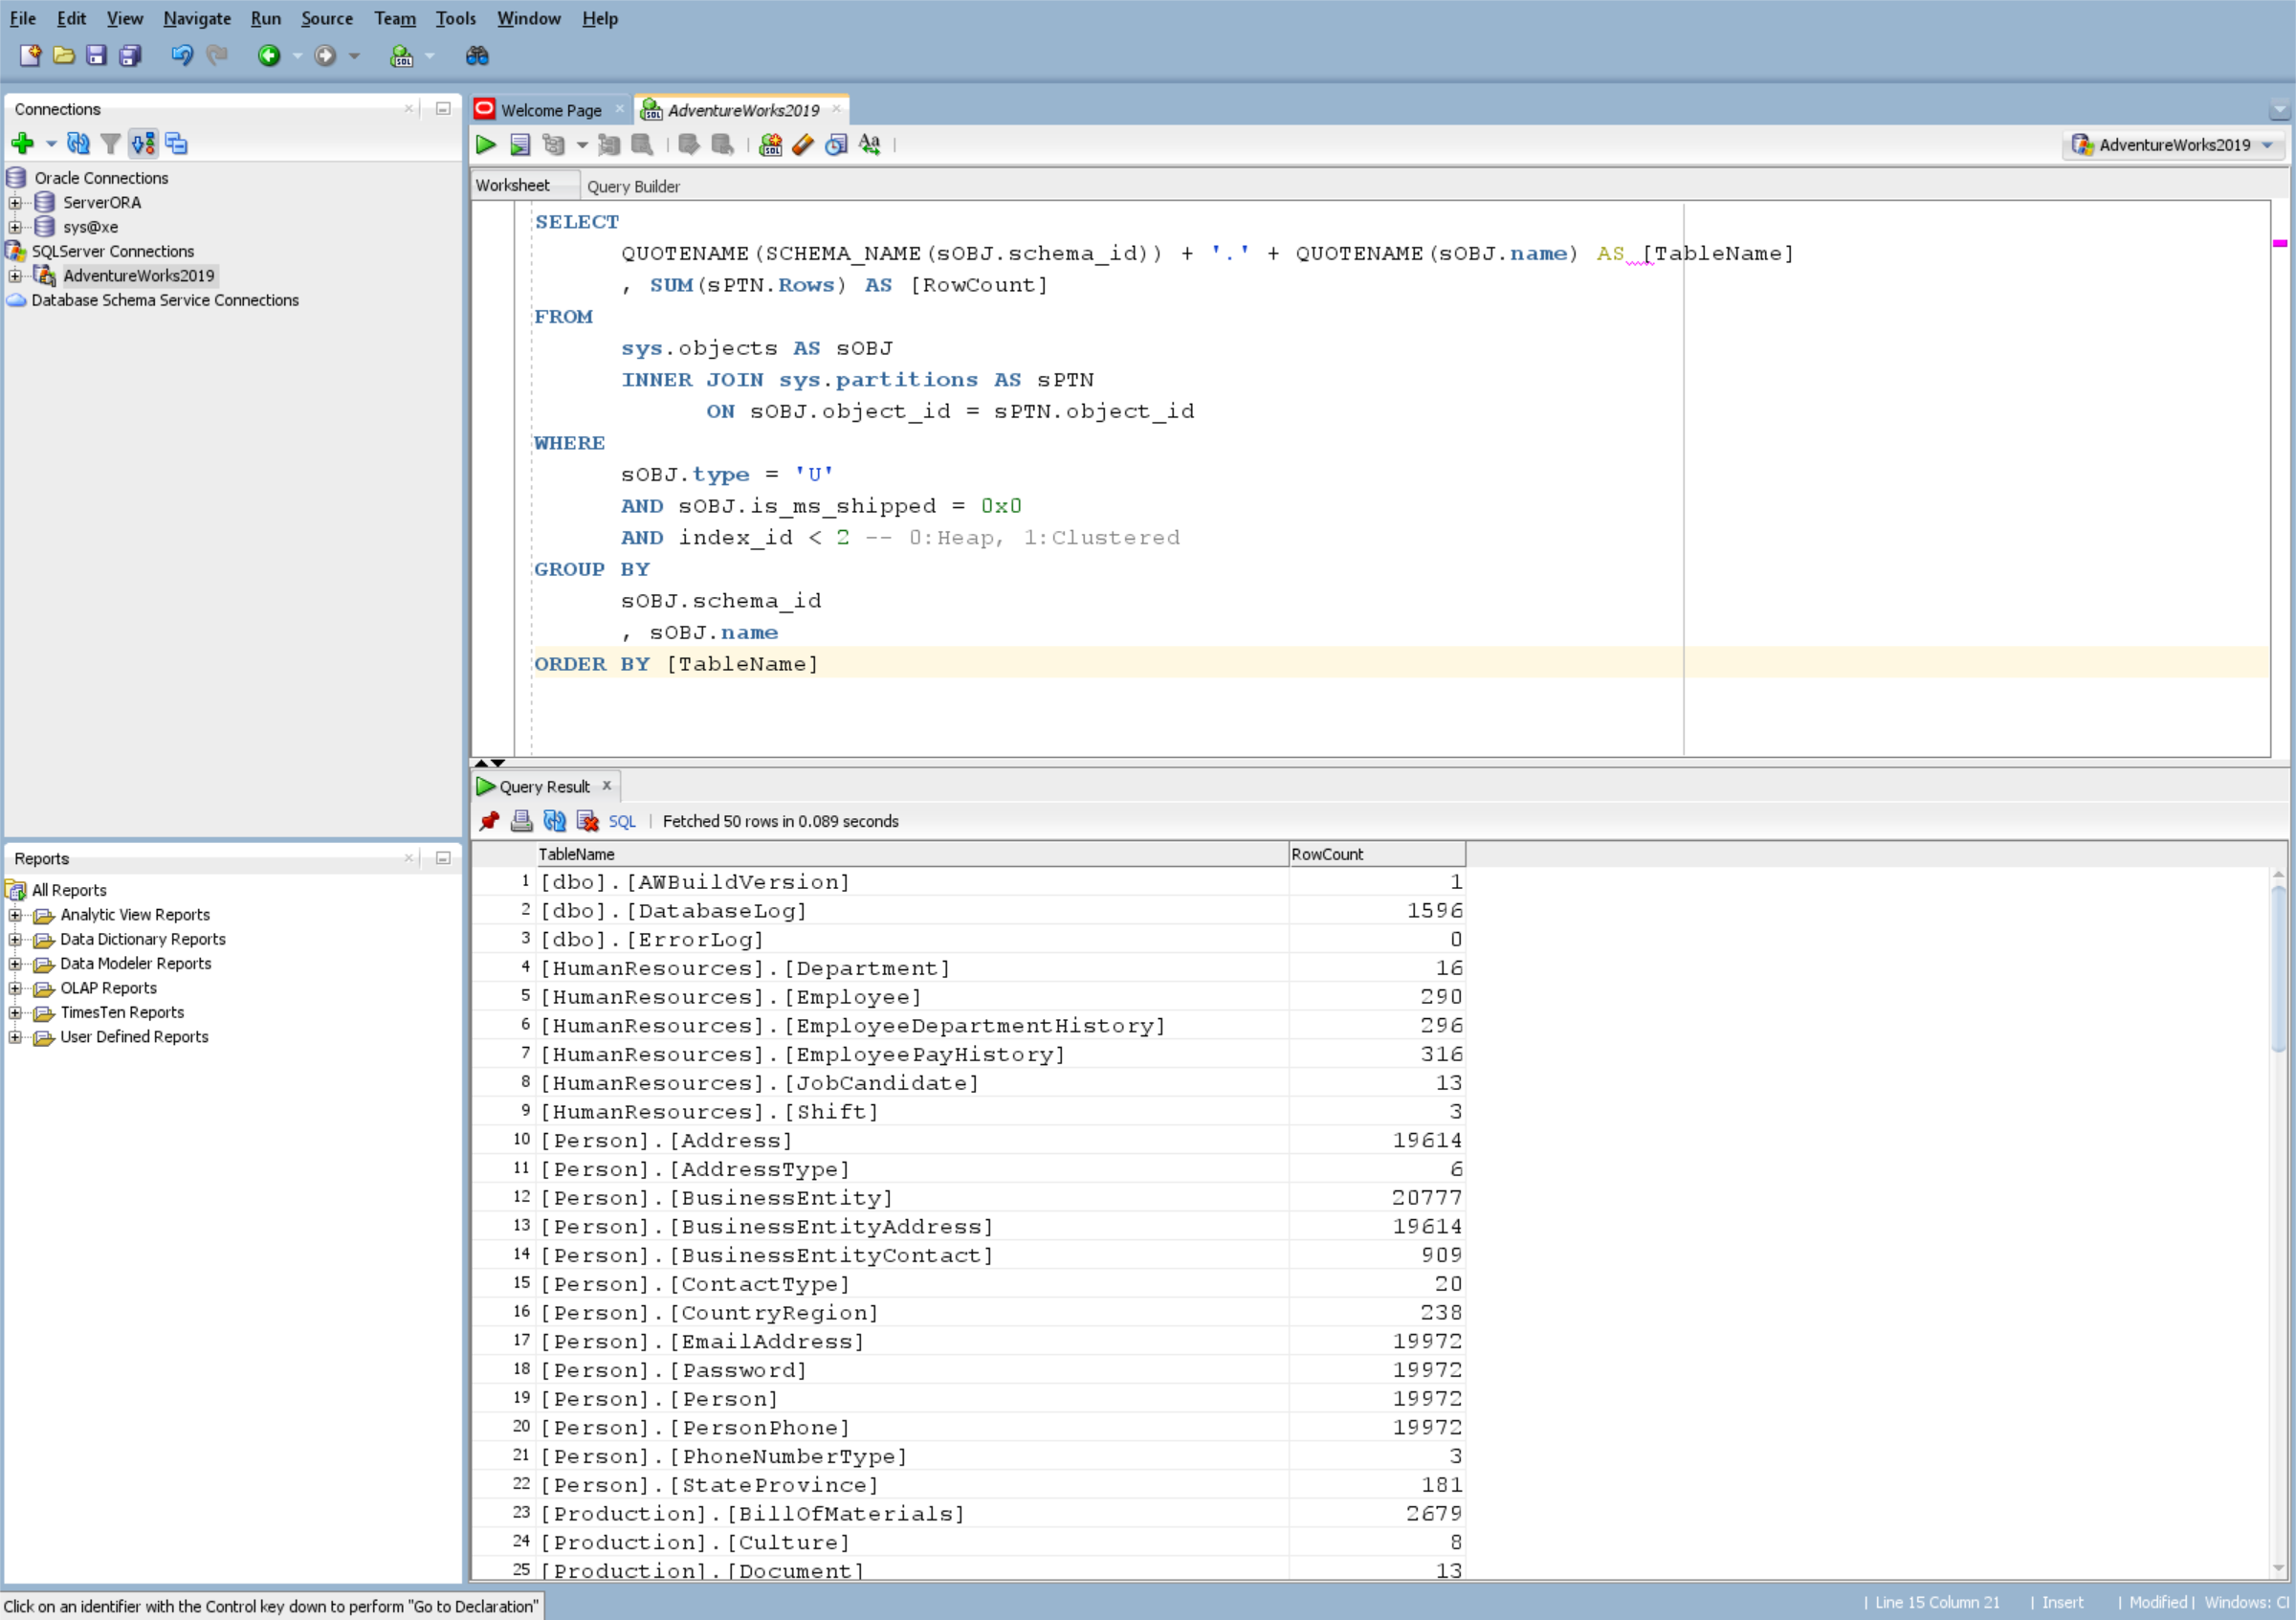 File Edit View Navigate Run Source Team Tools Window Help
Connections
Oracle Connections
ServerORA
sys@xe
SQLServer Connections
AdventureWorks2019
Database Schema Service Connections
Reports
All Reports
Analytic View Reports
Data Dictionary Reports
Data Modeler Reports
OLAP Reports
TimesTen Reports
User Defined Reports
Welcome Page AdventureWorks2019
AdventureWorks2019
Worksheet Query Builder
SELECT
QUOTENAME(SCHEMA_NAME(sOBJ.schema_id)) + '.' + QUOTENAME(sOBJ.name) AS [TableName]
, SUM(sPTN.Rows) AS [RowCount]
FROM
sys.objects AS sOBJ
INNER JOIN sys.partitions AS sPTN
ON sOBJ.object_id = sPTN.object_id
WHERE
sOBJ.type = 'U'
AND sOBJ.is_ms_shipped = 0x0
AND index_id < 2 -- 0:Heap, 1:Clustered
GROUP BY
sOBJ.schema_id
, sOBJ.name
ORDER BY [TableName]
Query Result
SQL | Fetched 50 rows in 0.089 seconds
TableName RowCount
1 [dbo].[AWBuildVersion] 1
2 [dbo].[DatabaseLog] 1596
3 [dbo].[ErrorLog] 0
4 [HumanResources].[Department] 16
5 [HumanResources].[Employee] 290
6 [HumanResources].[EmployeeDepartmentHistory] 296
7 [HumanResources].[EmployeePayHistory] 316
8 [HumanResources].[JobCandidate] 13
9 [HumanResources].[Shift] 3
10 [Person].[Address] 19614
11 [Person].[AddressType] 6
12 [Person].[BusinessEntity] 20777
13 [Person].[BusinessEntityAddress] 19614
14 [Person].[BusinessEntityContact] 909
15 [Person].[ContactType] 20
16 [Person].[CountryRegion] 238
17 [Person].[EmailAddress] 19972
18 [Person].[Password] 19972
19 [Person].[Person] 19972
20 [Person].[PersonPhone] 19972
21 [Person].[PhoneNumberType] 3
22 [Person].[StateProvince] 181
23 [Production].[BillOfMaterials] 2679
24 [Production].[Culture] 8
25 [Production].[Document] 13
Click on an identifier with the Control key down to perform "Go to Declaration"
| Line 15 Column 21 | Insert | Modified | Windows: Cl